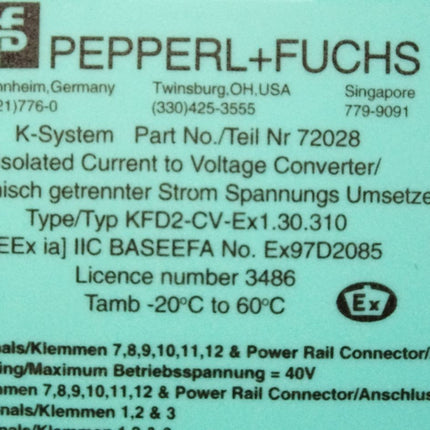 PEPPERL+FUCHS
nnheim,Germany Twinsburg,OH,USA Singapore
21)776-0 (330)425-3555 779-9091
K-System Part No./Teil Nr 72028
solated Current to Voltage Converter/
nisch getrennter Strom Spannungs Umsetze
Type/Typ KFD2-CV-Ex1.30.310
EEx ia] IIC BASEEFA No. Ex97D2085
Licence number 3486
Tamb -20°C to 60°C Ex
nals/Klemmen 7,8,9,10,11,12 & Power Rail Connector/
ing/Maximum Betriebsspannung = 40V
mmen 7,8,9,10,11,12 & Power Rail Connector/Anschlus
nals/Klemmen 1,2 & 3